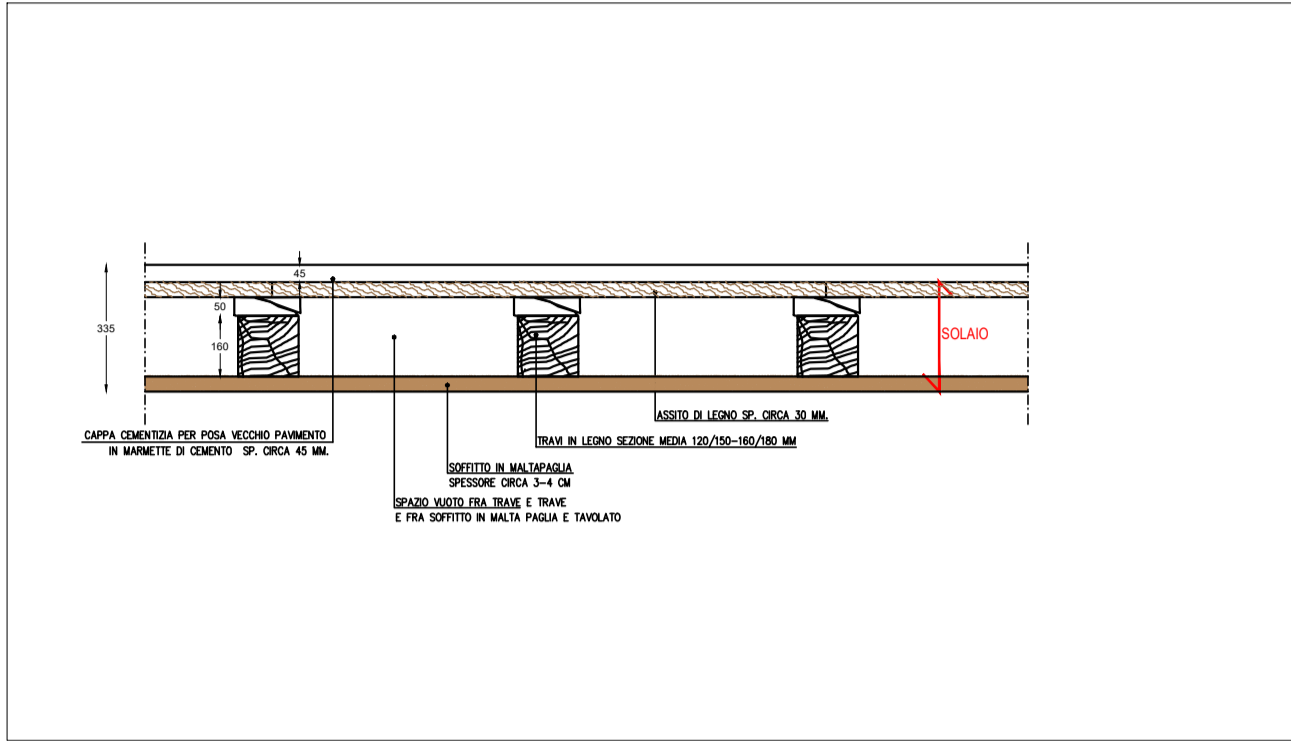 45
50
335
160
SOLAIO
ASSITO DI LEGNO SP. CIRCA 30 MM.
CAPPA CEMENTIZIA PER POSA VECCHIO PAVIMENTO
IN MARMETTE DI CEMENTO SP. CIRCA 45 MM.
TRAVI IN LEGNO SEZIONE MEDIA 120/150-160/180 MM
SOFFITTO IN MALTAPAGLIA
SPESSORE CIRCA 3-4 CM
SPAZIO VUOTO FRA TRAVE E TRAVE
E FRA SOFFITTO IN MALTA PAGLIA E TAVOLATO